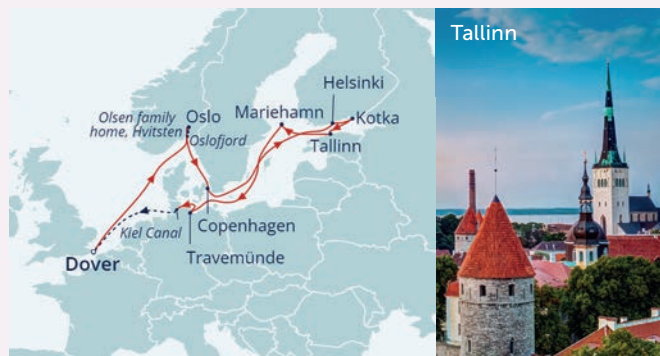 Tallinn
Helsinki
Oslo
Mariehamn
Kotka
Olsen family
home, Hvitsten
Oslofjord
Tallinn
Copenhagen
Kiel Canal
Travemünde
Dover